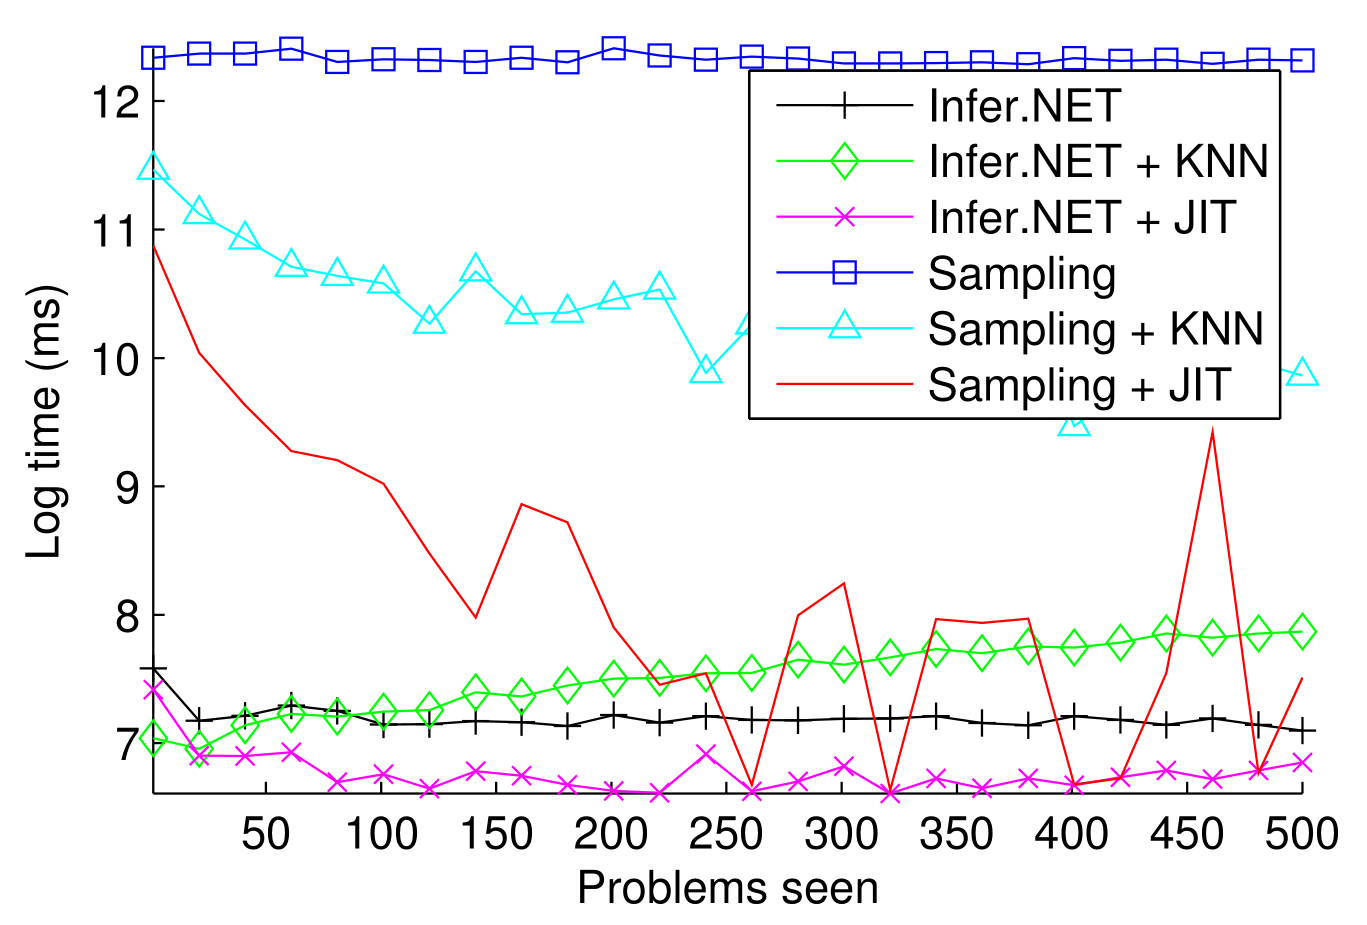 12
11
10
9
8
7
Log time (ms)
Infer.NET
Infer.NET + KNN
Infer.NET + JIT
Sampling
Sampling + KNN
Sampling + JIT
50 100 150 200 250 300 350 400 450 500
Problems seen